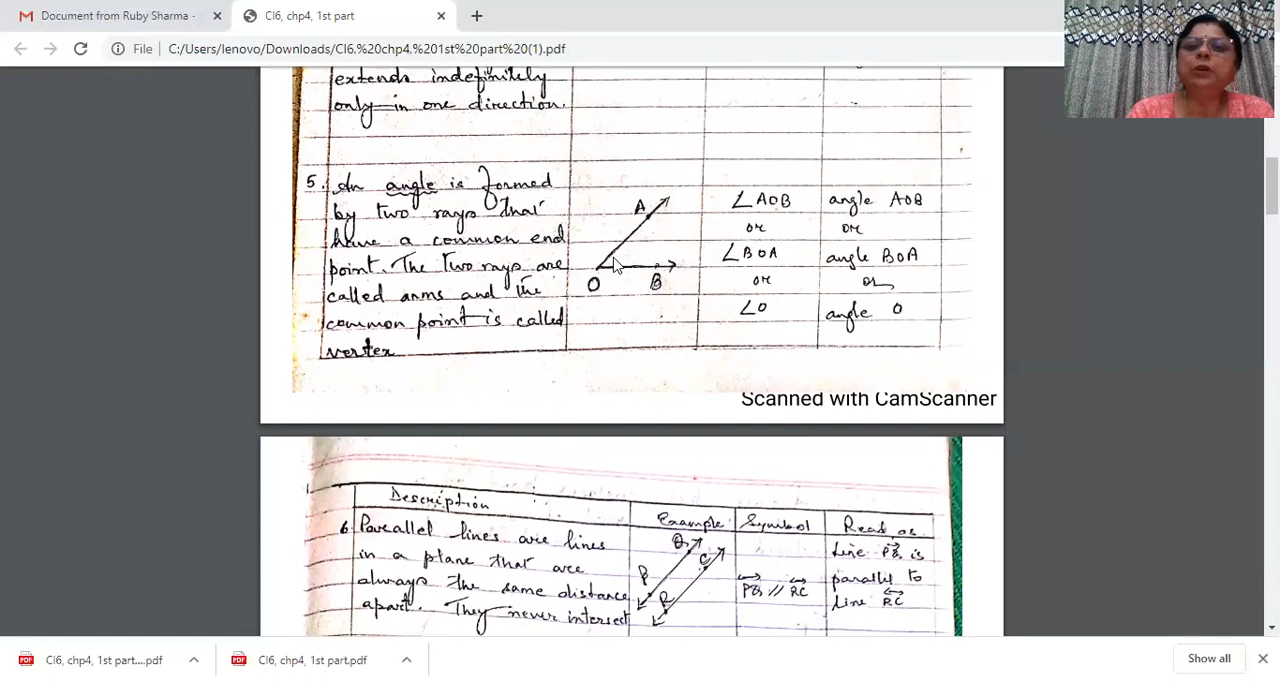 Document from Ruby Sharma -
Cl6, chp4, 1st part
File
C:/Users/lenovo/Downloads/Cl6.%20chp4,%201st%20part%20(1).pdf
extends indefinitely
only in one direction.
5. An angle is formed
by two rays that
have a common end
point. The two rays are
called arms and the
common point is called
vertex
A
O
B
∠AOB
or
∠BOA
or
∠O
angle AOB
or
angle BOA
or
angle O
Scanned with CamScanner
Description
Example
Symbol
Read as
6. Parallel lines are lines
in a plane that are
always the same distance
apart. They never intersect
Q
C
P
R
PQ // RC
Line PQ is
parally to
line RC
Cl6, chp4, 1st part....pdf
Cl6, chp4, 1st part.pdf
Show all